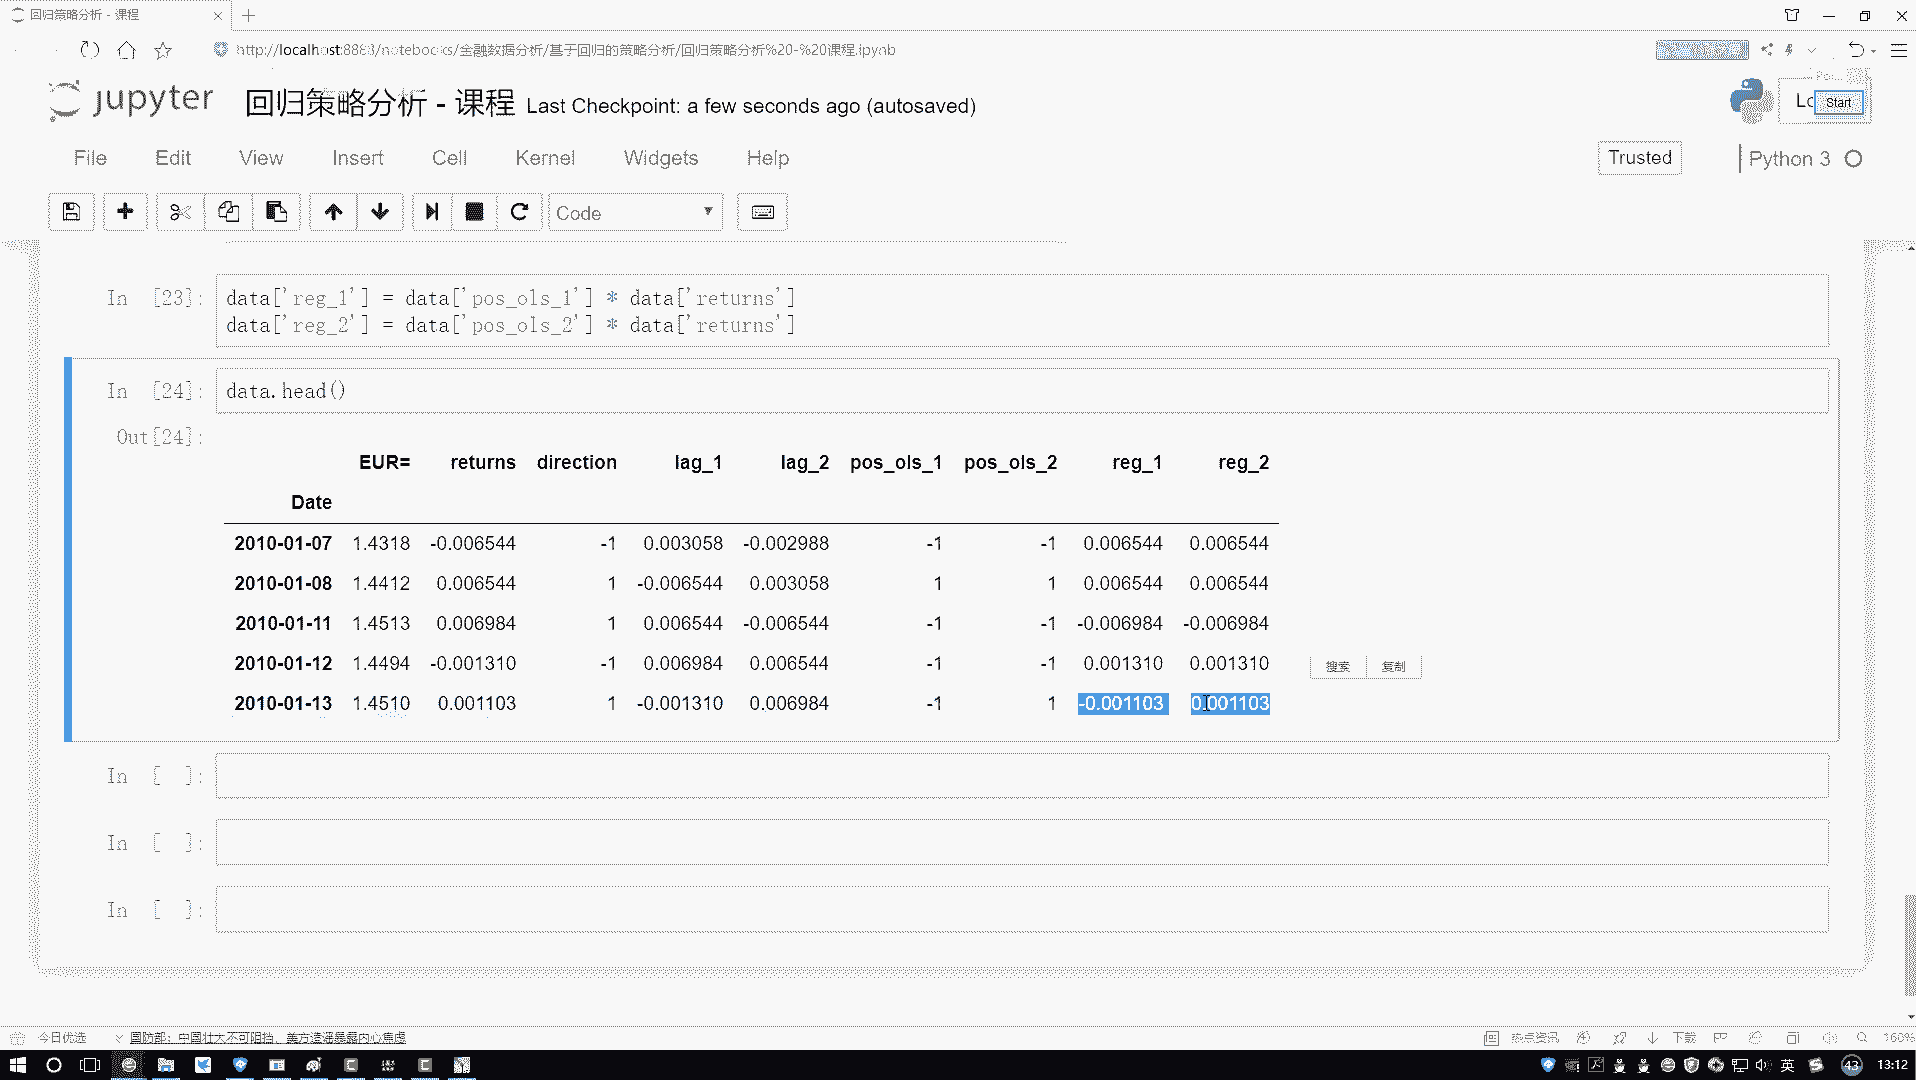 回归策略分析 - 课程
http://localhost:8888/notebooks/金融数据分析/基于回归的策略分析/回归策略分析%20-%20课程.ipynb
jupyter 回归策略分析 - 课程 Last Checkpoint: a few seconds ago (autosaved)
Start
File Edit View Insert Cell Kernel Widgets Help
Trusted Python 3
Code
In [23]: data['reg_1'] = data['pos_ols_1'] * data['returns']
data['reg_2'] = data['pos_ols_2'] * data['returns']
In [24]: data.head()
Out[24]:
EUR= returns direction lag_1 lag_2 pos_ols_1 pos_ols_2 reg_1 reg_2
Date
2010-01-07 1.4318 -0.006544 -1 0.003058 -0.002988 -1 -1 0.006544 0.006544
2010-01-08 1.4412 0.006544 1 -0.006544 0.003058 1 1 0.006544 0.006544
2010-01-11 1.4513 0.006984 1 0.006544 -0.006544 -1 -1 -0.006984 -0.006984
2010-01-12 1.4494 -0.001310 -1 0.006984 0.006544 -1 -1 0.001310 0.001310
搜索 复制
2010-01-13 1.4510 0.001103 1 -0.001310 0.006984 -1 1 -0.001103 0.001103
In [ ]:
In [ ]:
In [ ]:
今日优选 国防部：中国壮大不可阻挡，美方造谣暴露内心焦虑 热点资讯 下载 160%
英 43 13:12